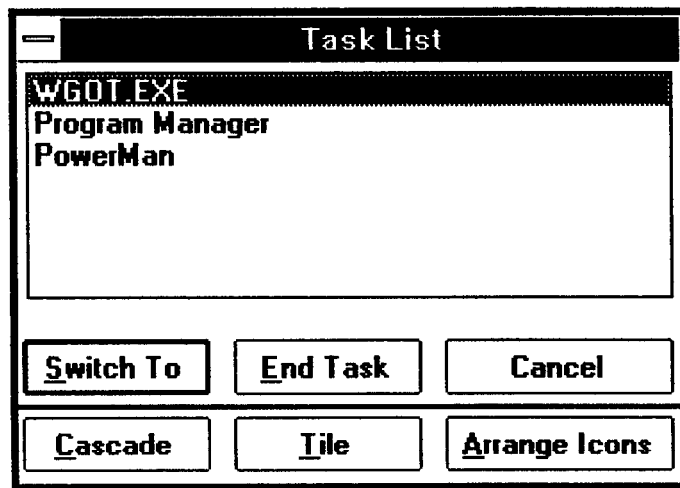 Task List
WGOT.EXE
Program Manager
PowerMan
Switch To End Task Cancel
Cascade Tile Arrange Icons